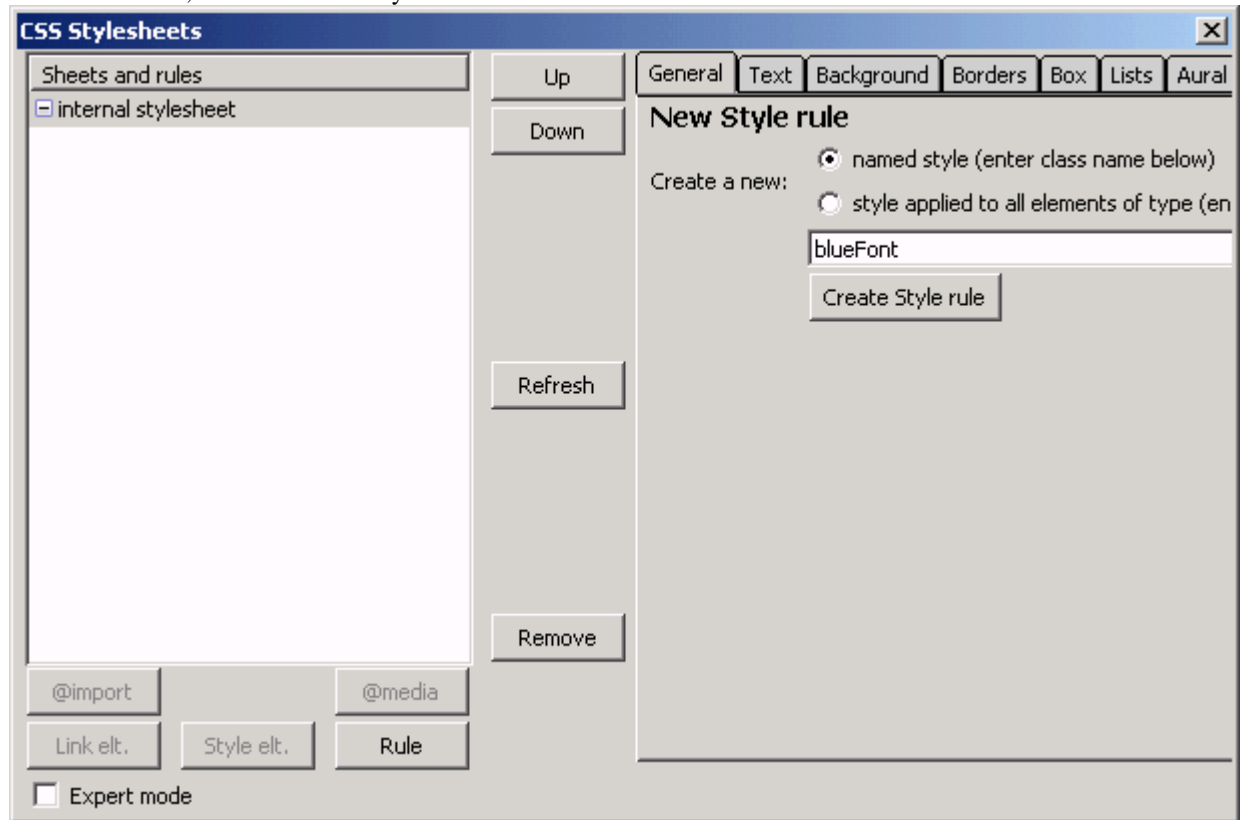 CSS Stylesheets
Sheets and rules
internal stylesheet
Up
Down
Refresh
Remove
@import
@media
Link elt.
Style elt.
Rule
Expert mode
General Text Background Borders Box Lists Aural
New Style rule
Create a new:
named style (enter class name below)
style applied to all elements of type (en
blueFont
Create Style rule